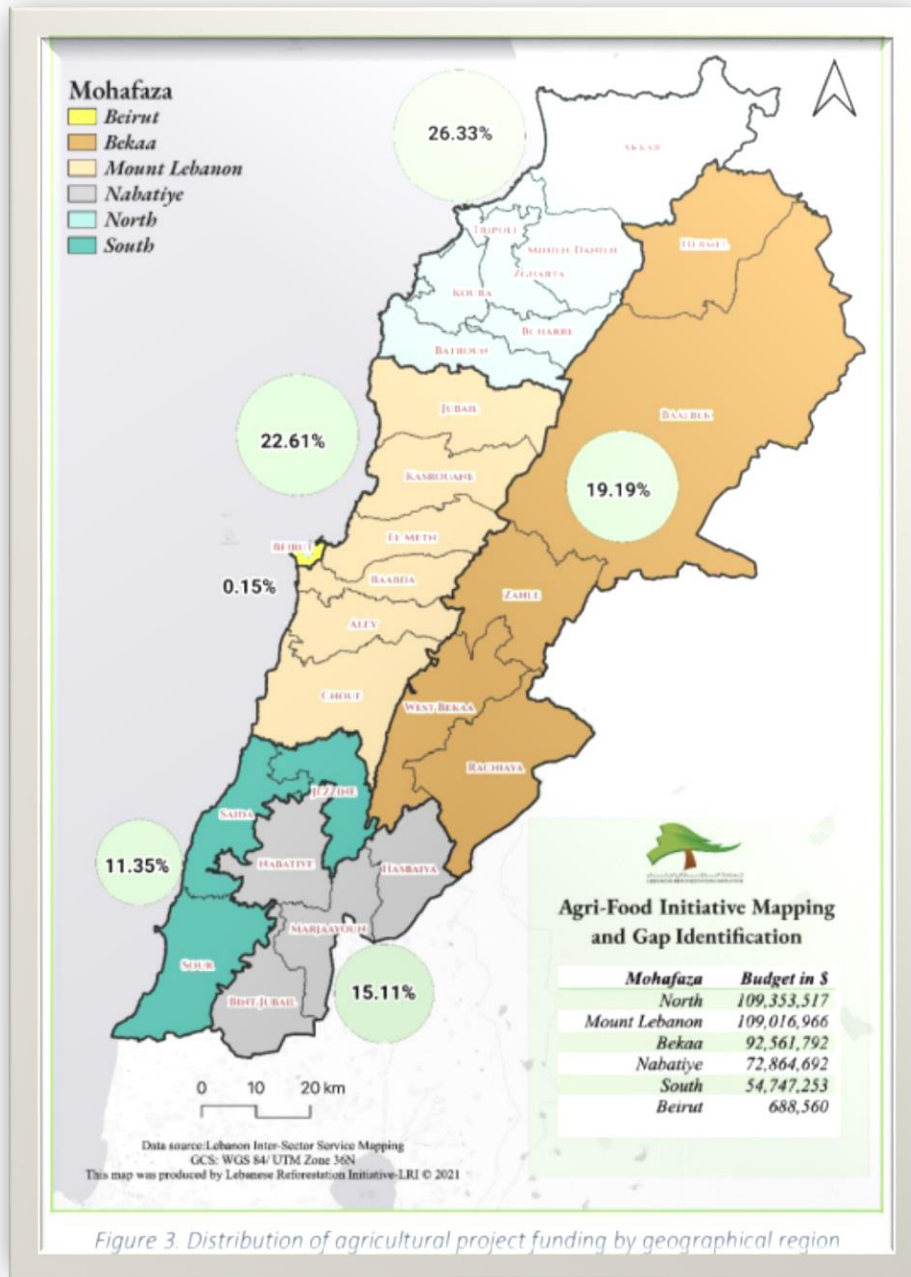 Mohafaza
Beirut
Bekaa
Mount Lebanon
Nabatiye
North
South
26.33%
AKKAR
TRIPOLI
MINIEH-DANIEH
ZGHARTA
KOURA
BCHARRE
BATROUN
HERMEL
22.61%
JUBAIL
BAALBEK
KASROUANE
19.19%
EL METN
BEIRUT
BAABDA
0.15%
ZAHLE
ALEY
CHOUF
WEST BEKAA
RACHIAYA
JEZZINE
SAIDA
11.35%
NABATIYE
HASBAIYA
MARJAAYOUN
SOUR
BINT JUBAIL
15.11%
LEBANON REFORESTATION INITIATIVE
Agri-Food Initiative Mapping
and Gap Identification
Mohafaza Budget in $
North 109,353,517
Mount Lebanon 109,016,966
Bekaa 92,561,792
Nabatiye 72,864,692
South 54,747,253
Beirut 688,560
0 10 20 km
Data source:Lebanon Inter-Sector Service Mapping
GCS: WGS 84/ UTM Zone 36N
This map was produced by Lebanese Reforestation Initiative-LRI © 2021
Figure 3. Distribution of agricultural project funding by geographical region